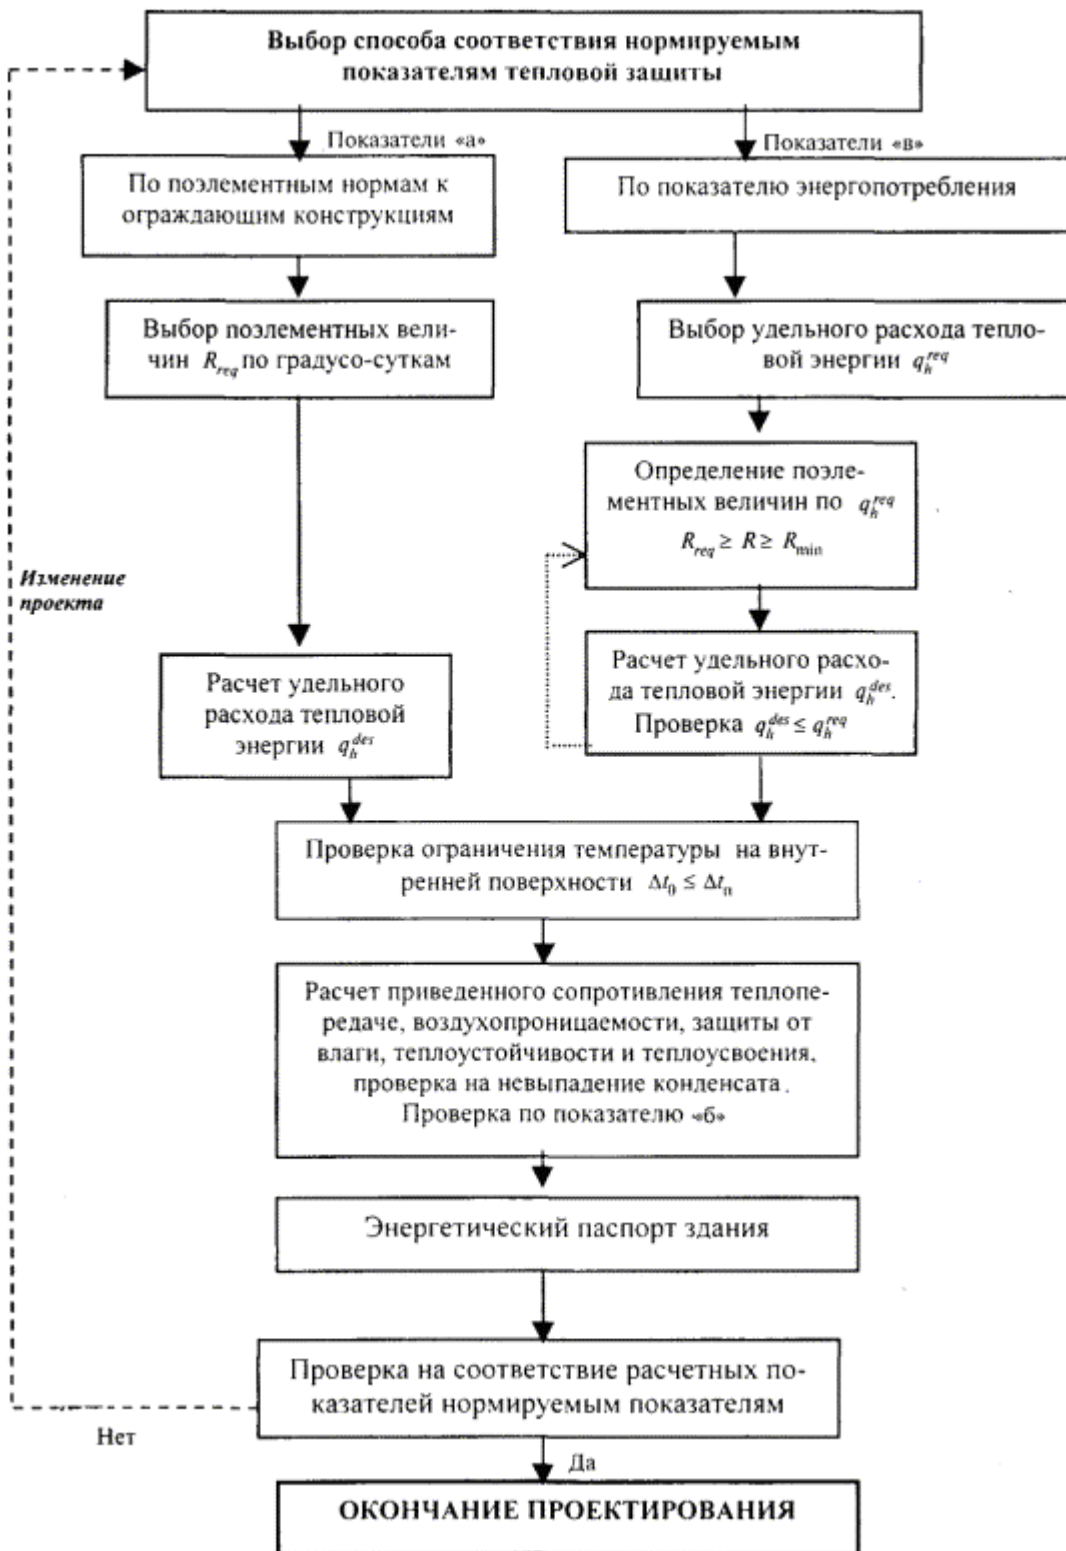 Выбор способа соответствия нормируемым
показателям тепловой защиты
Показатели «а»
Показатели «в»
По поэлементным нормам к
ограждающим конструкциям
По показателю энергопотребления
Выбор поэлементных вели-
чин R_req по градусо-суткам
Выбор удельного расхода тепло-
вой энергии q_h^req
Определение поэле-
ментных величин по q_h^req
R_req ≥ R ≥ R_min
Изменение
проекта
Расчет удельного
расхода тепловой
энергии q_h^des
Расчет удельного расхо-
да тепловой энергии q_h^des.
Проверка q_h^des ≤ q_h^req
Проверка ограничения температуры на внут-
ренней поверхности Δt_0 ≤ Δt_n
Расчет приведенного сопротивления теплопе-
редаче, воздухопроницаемости, защиты от
влаги, теплоустойчивости и теплоусвоения,
проверка на невыпадение конденсата.
Проверка по показателю «б»
Энергетический паспорт здания
Проверка на соответствие расчетных по-
казателей нормируемым показателям
Нет
Да
ОКОНЧАНИЕ ПРОЕКТИРОВАНИЯ